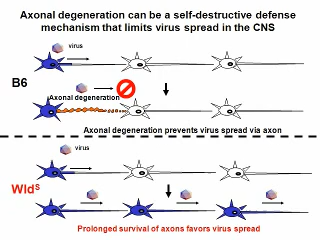 Axonal degeneration can be a self-destructive defense
mechanism that limits virus spread in the CNS
virus
B6
Axonal degeneration
Axonal degeneration prevents virus spread via axon
virus
Wldˢ
Prolonged survival of axons favors virus spread